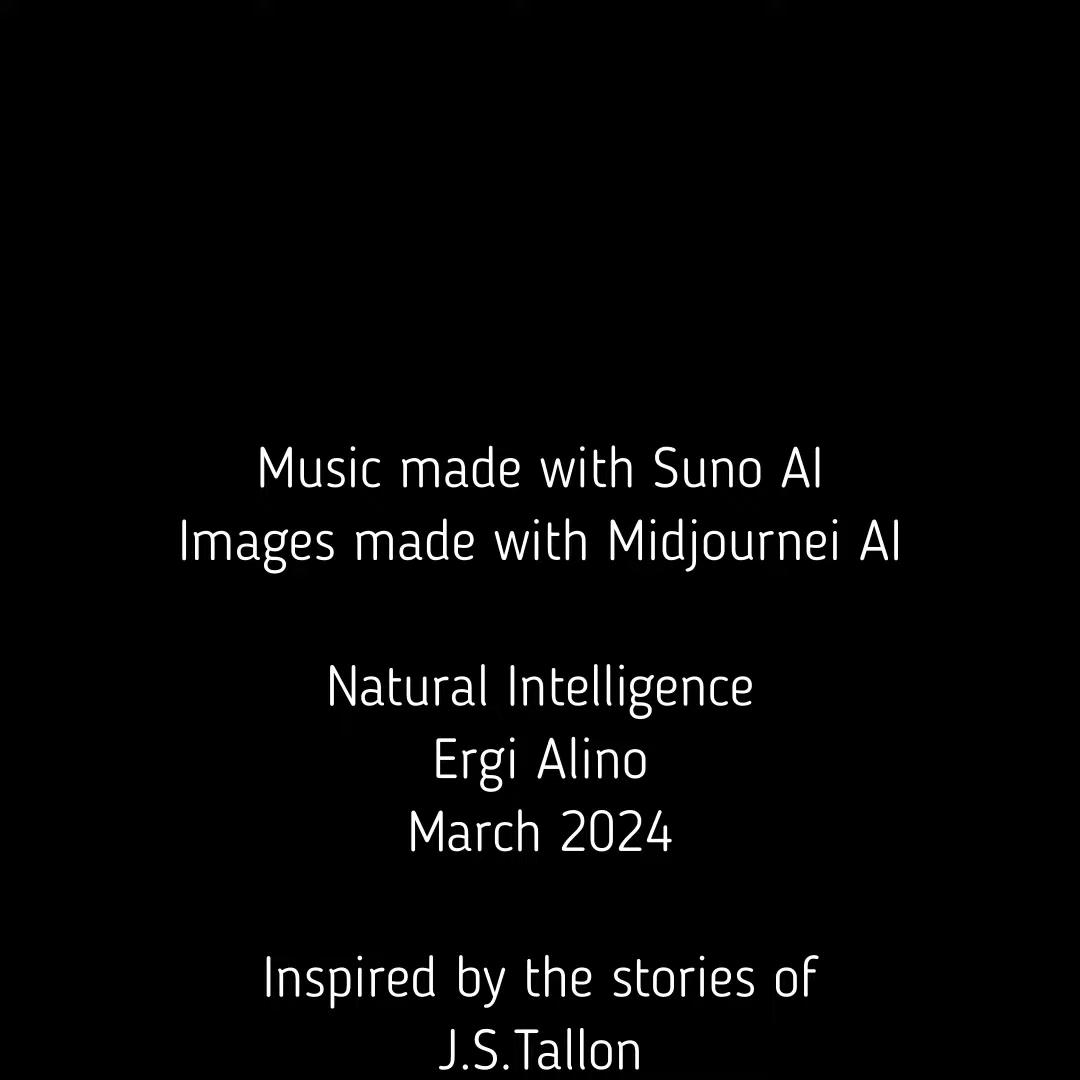 Music made with Suno AI
Images made with Midjournei AI
Natural Intelligence
Ergi Alino
March 2024
Inspired by the stories of
J.S.Tallon